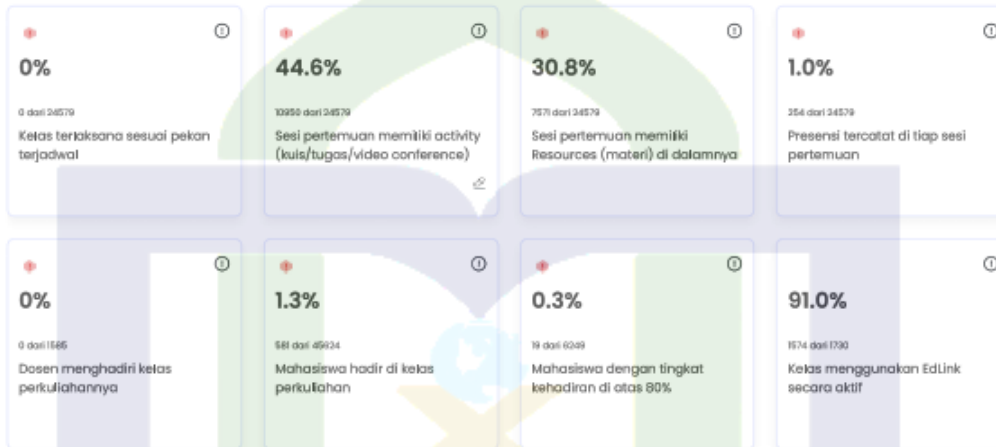 0%
0 dari 24579
Kelas terlaksana sesuai pekan
terjadwal
44.6%
10950 dari 24579
Sesi pertemuan memiliki activity
(kuis/tugas/video conference)
30.8%
7571 dari 24579
Sesi pertemuan memiliki
Resources (materi) di dalamnya
1.0%
254 dari 24579
Presensi tercatat di tiap sesi
pertemuan
0%
0 dari 1585
Dosen menghadiri kelas
perkuliahannya
1.3%
581 dari 45624
Mahasiswa hadir di kelas
perkuliahan
0.3%
19 dari 6249
Mahasiswa dengan tingkat
kehadiran di atas 80%
91.0%
1574 dari 1730
Kelas menggunakan EdLink
secara aktif